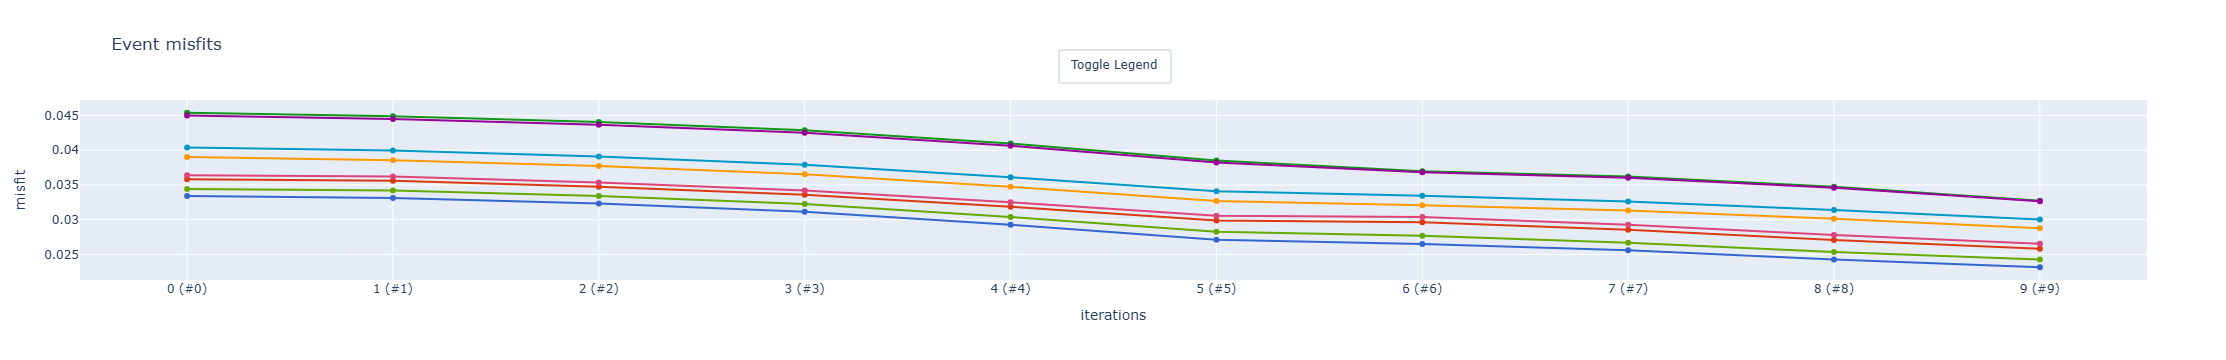 Event misfits
Toggle Legend
misfit
0.045
0.04
0.035
0.03
0.025
0 (#0) 1 (#1) 2 (#2) 3 (#3) 4 (#4) 5 (#5) 6 (#6) 7 (#7) 8 (#8) 9 (#9)
iterations